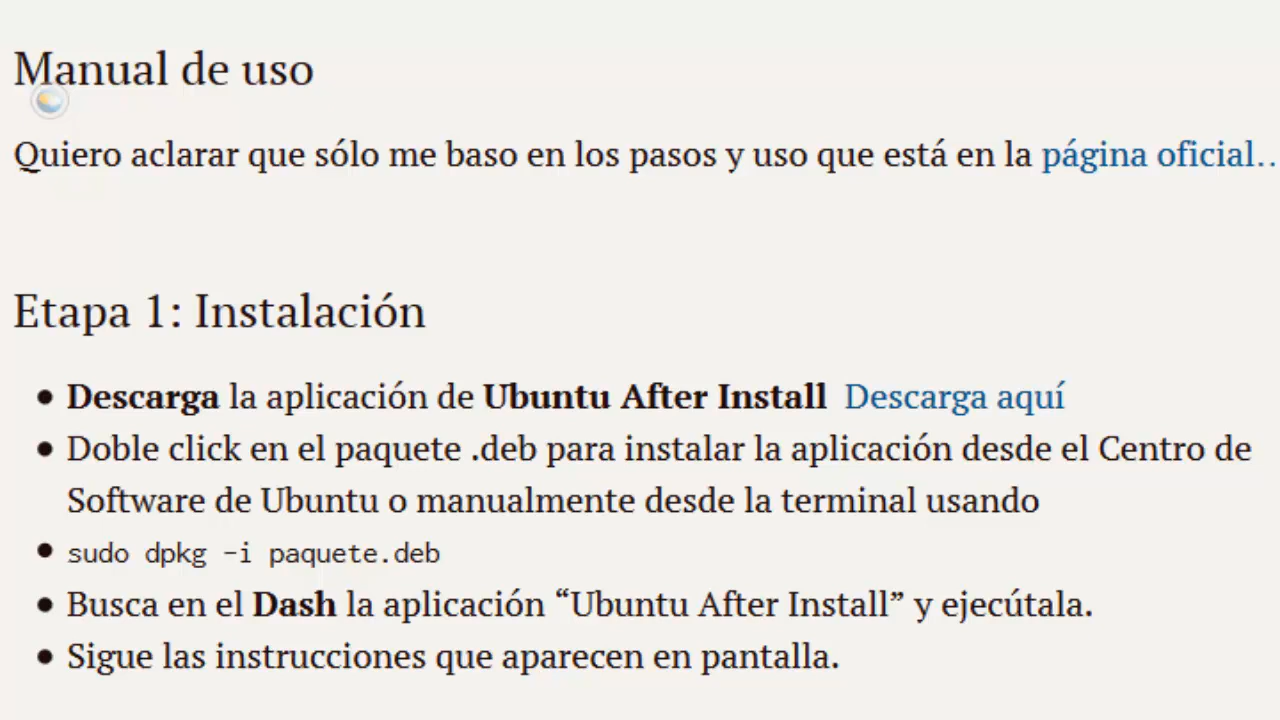 Manual de uso
Quiero aclarar que sólo me baso en los pasos y uso que está en la página oficial..
Etapa 1: Instalación
• Descarga la aplicación de Ubuntu After Install Descarga aquí
• Doble click en el paquete .deb para instalar la aplicación desde el Centro de
Software de Ubuntu o manualmente desde la terminal usando
• sudo dpkg -i paquete.deb
• Busca en el Dash la aplicación “Ubuntu After Install” y ejecútala.
• Sigue las instrucciones que aparecen en pantalla.